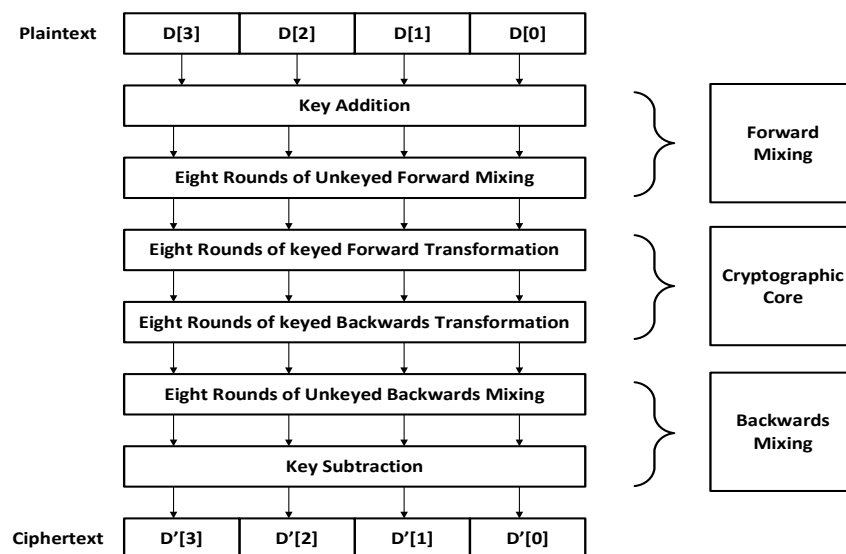 Plaintext D[3] D[2] D[1] D[0]
Key Addition
Eight Rounds of Unkeyed Forward Mixing
Forward
Mixing
Eight Rounds of keyed Forward Transformation
Eight Rounds of keyed Backwards Transformation
Cryptographic
Core
Eight Rounds of Unkeyed Backwards Mixing
Key Subtraction
Backwards
Mixing
Ciphertext D'[3] D'[2] D'[1] D'[0]